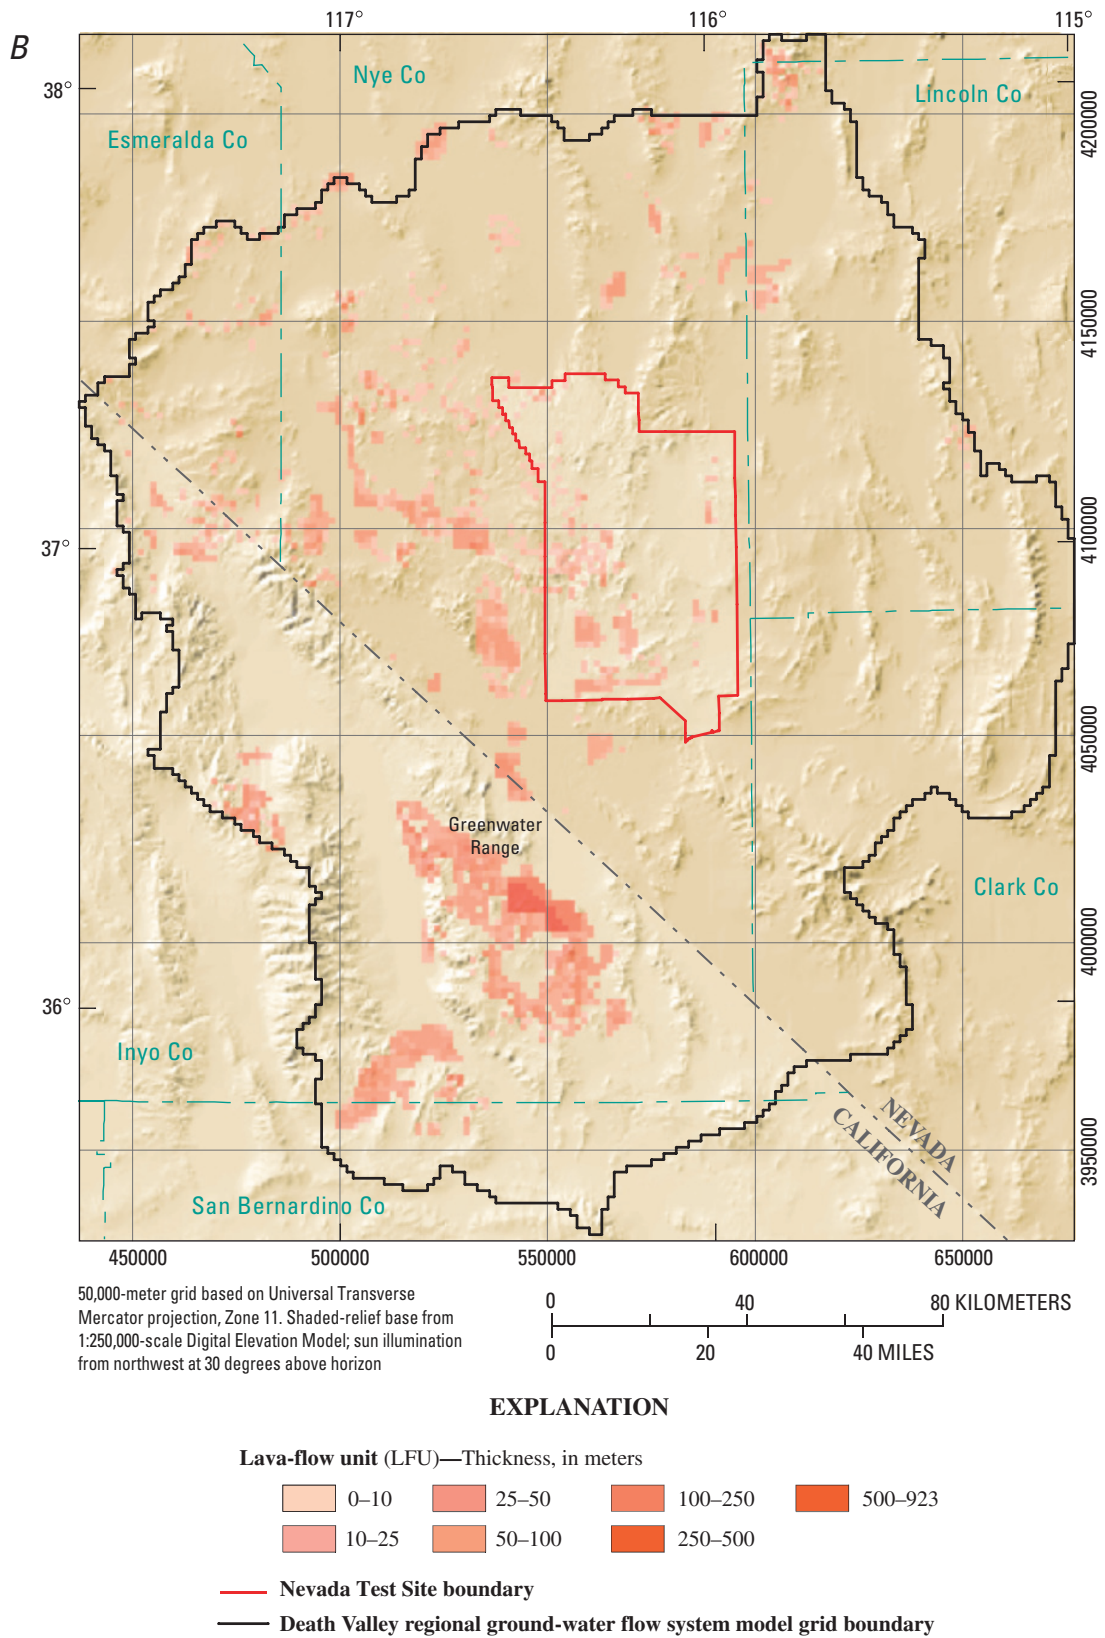 B
117°
116°
115°
38°
37°
36°
Nye Co
Lincoln Co
Esmeralda Co
4200000
4150000
4100000
4050000
4000000
3950000
Greenwater
Range
Clark Co
Inyo Co
San Bernardino Co
NEVADA
CALIFORNIA
450000
500000
550000
600000
650000
50,000-meter grid based on Universal Transverse
Mercator projection, Zone 11. Shaded-relief base from
1:250,000-scale Digital Elevation Model; sun illumination
from northwest at 30 degrees above horizon
0 40 80 KILOMETERS
0 20 40 MILES
EXPLANATION
Lava-flow unit (LFU)—Thickness, in meters
0–10 25–50 100–250 500–923
10–25 50–100 250–500
Nevada Test Site boundary
Death Valley regional ground-water flow system model grid boundary